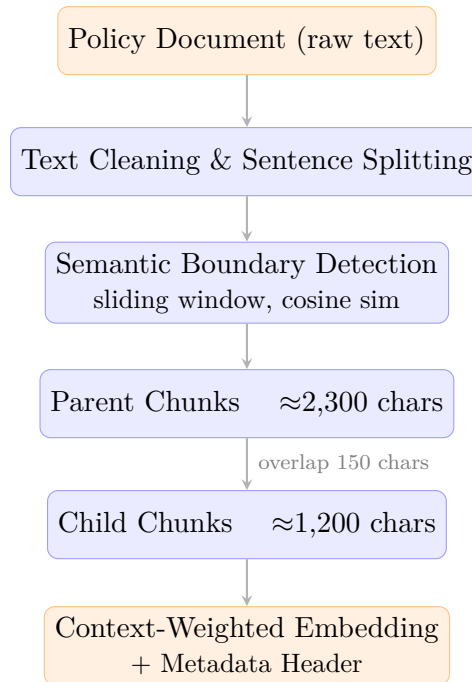 Policy Document (raw text)
Text Cleaning & Sentence Splitting
Semantic Boundary Detection
sliding window, cosine sim
Parent Chunks ≈2,300 chars
overlap 150 chars
Child Chunks ≈1,200 chars
Context-Weighted Embedding
+ Metadata Header